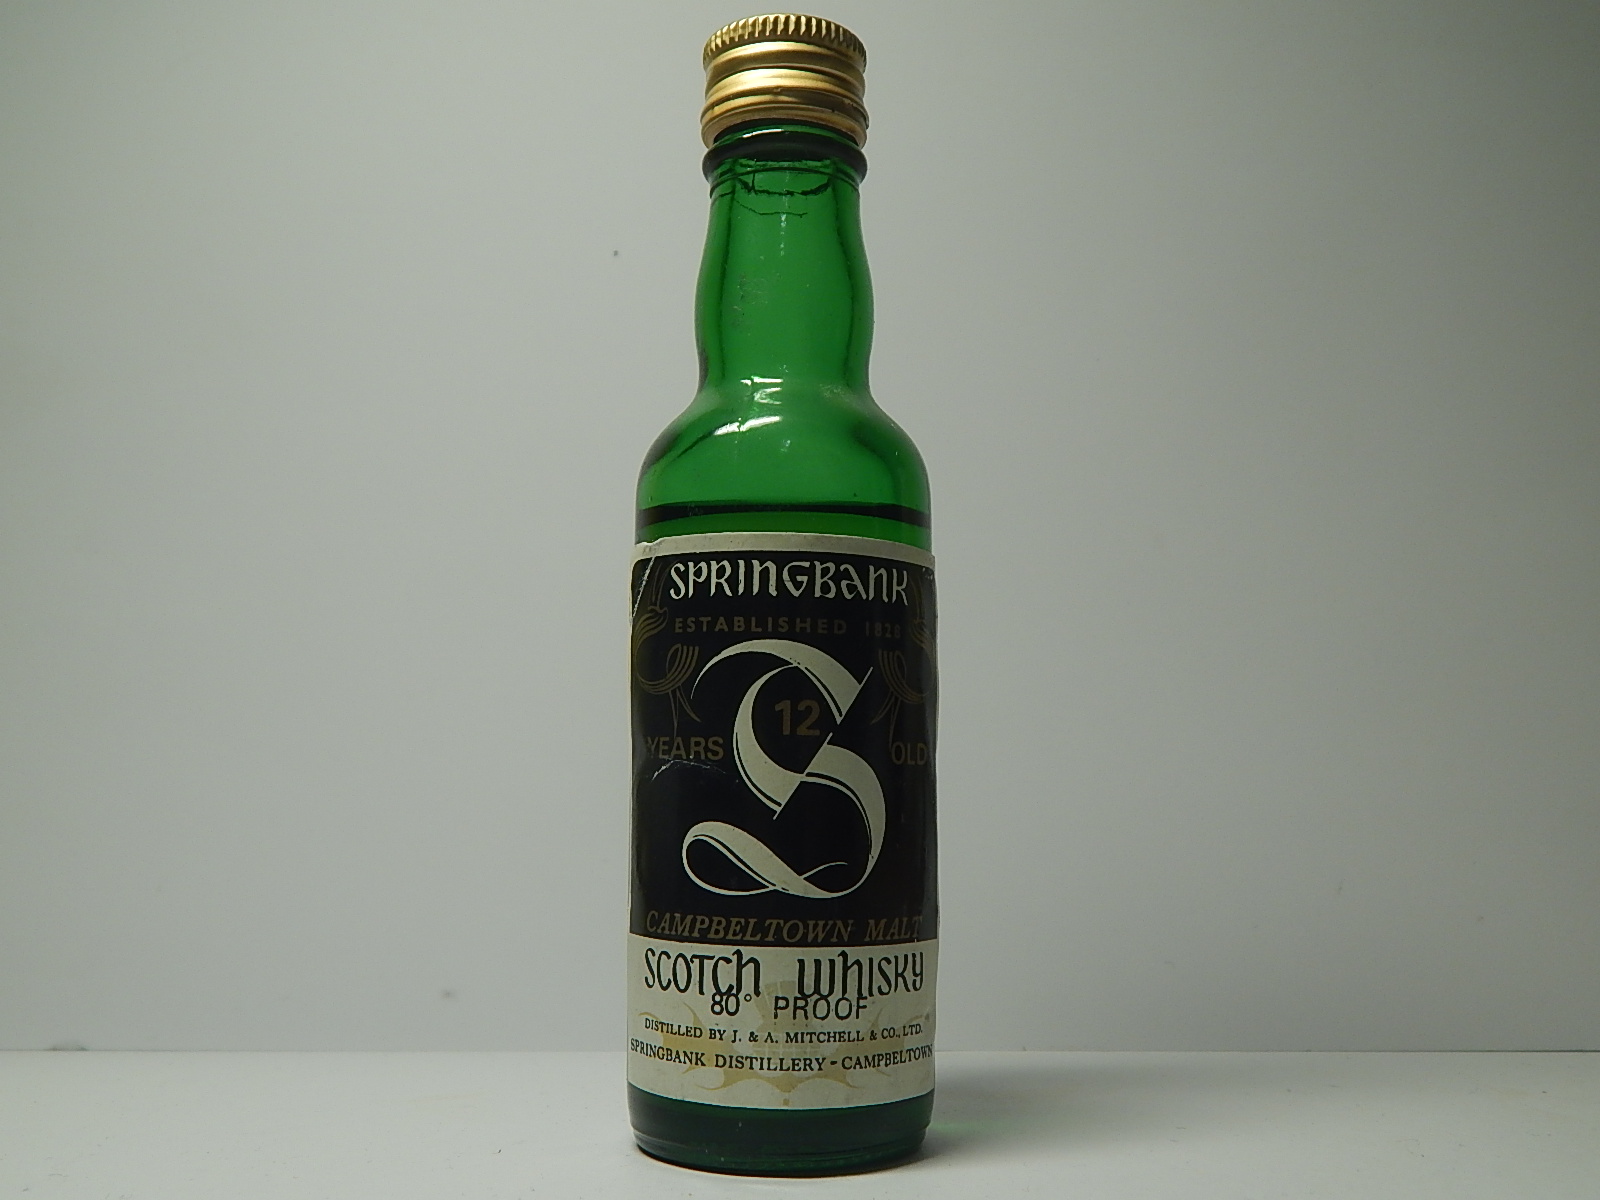 SPRINGBANK
ESTABLISHED 1828
S
12
YEARS OLD
CAMPBELTOWN MALT
SCOTCH WHISKY
80° PROOF
DISTILLED BY J. & A. MITCHELL & CO., LTD.
SPRINGBANK DISTILLERY - CAMPBELTOWN